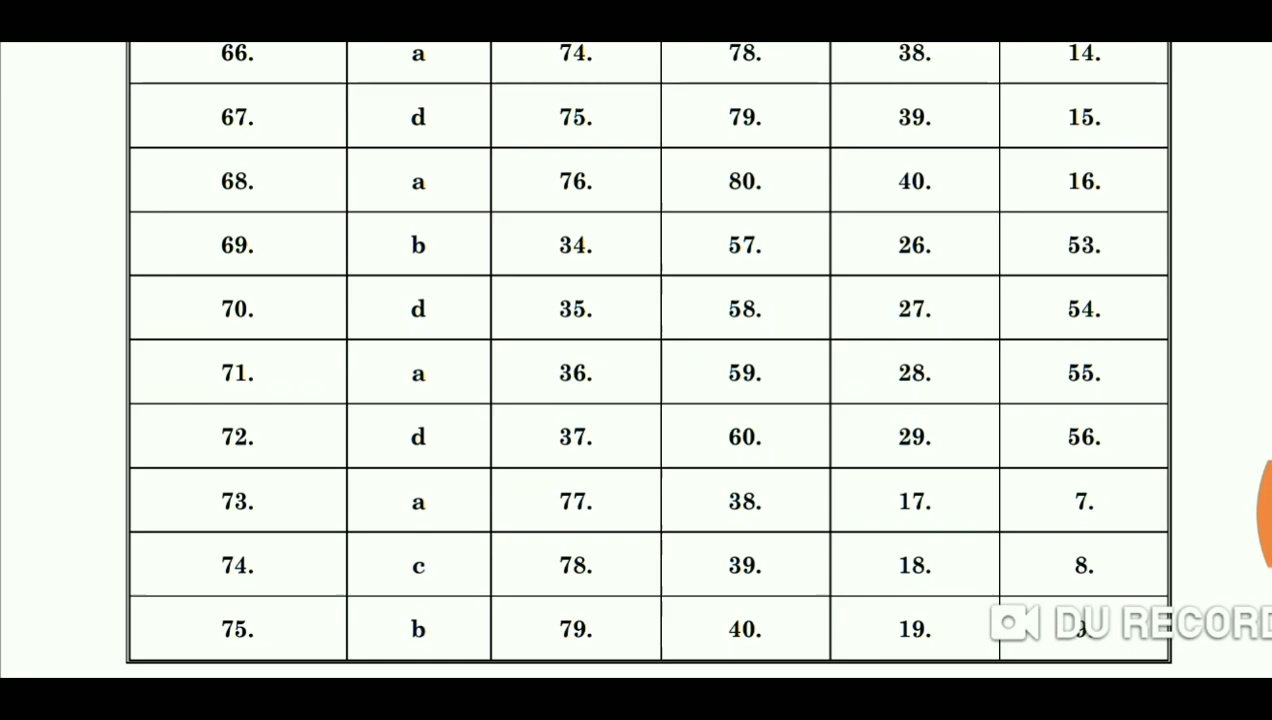 66. a 74. 78. 38. 14.
67. d 75. 79. 39. 15.
68. a 76. 80. 40. 16.
69. b 34. 57. 26. 53.
70. d 35. 58. 27. 54.
71. a 36. 59. 28. 55.
72. d 37. 60. 29. 56.
73. a 77. 38. 17. 7.
74. c 78. 39. 18. 8.
75. b 79. 40. 19. 9.
DU RECORD